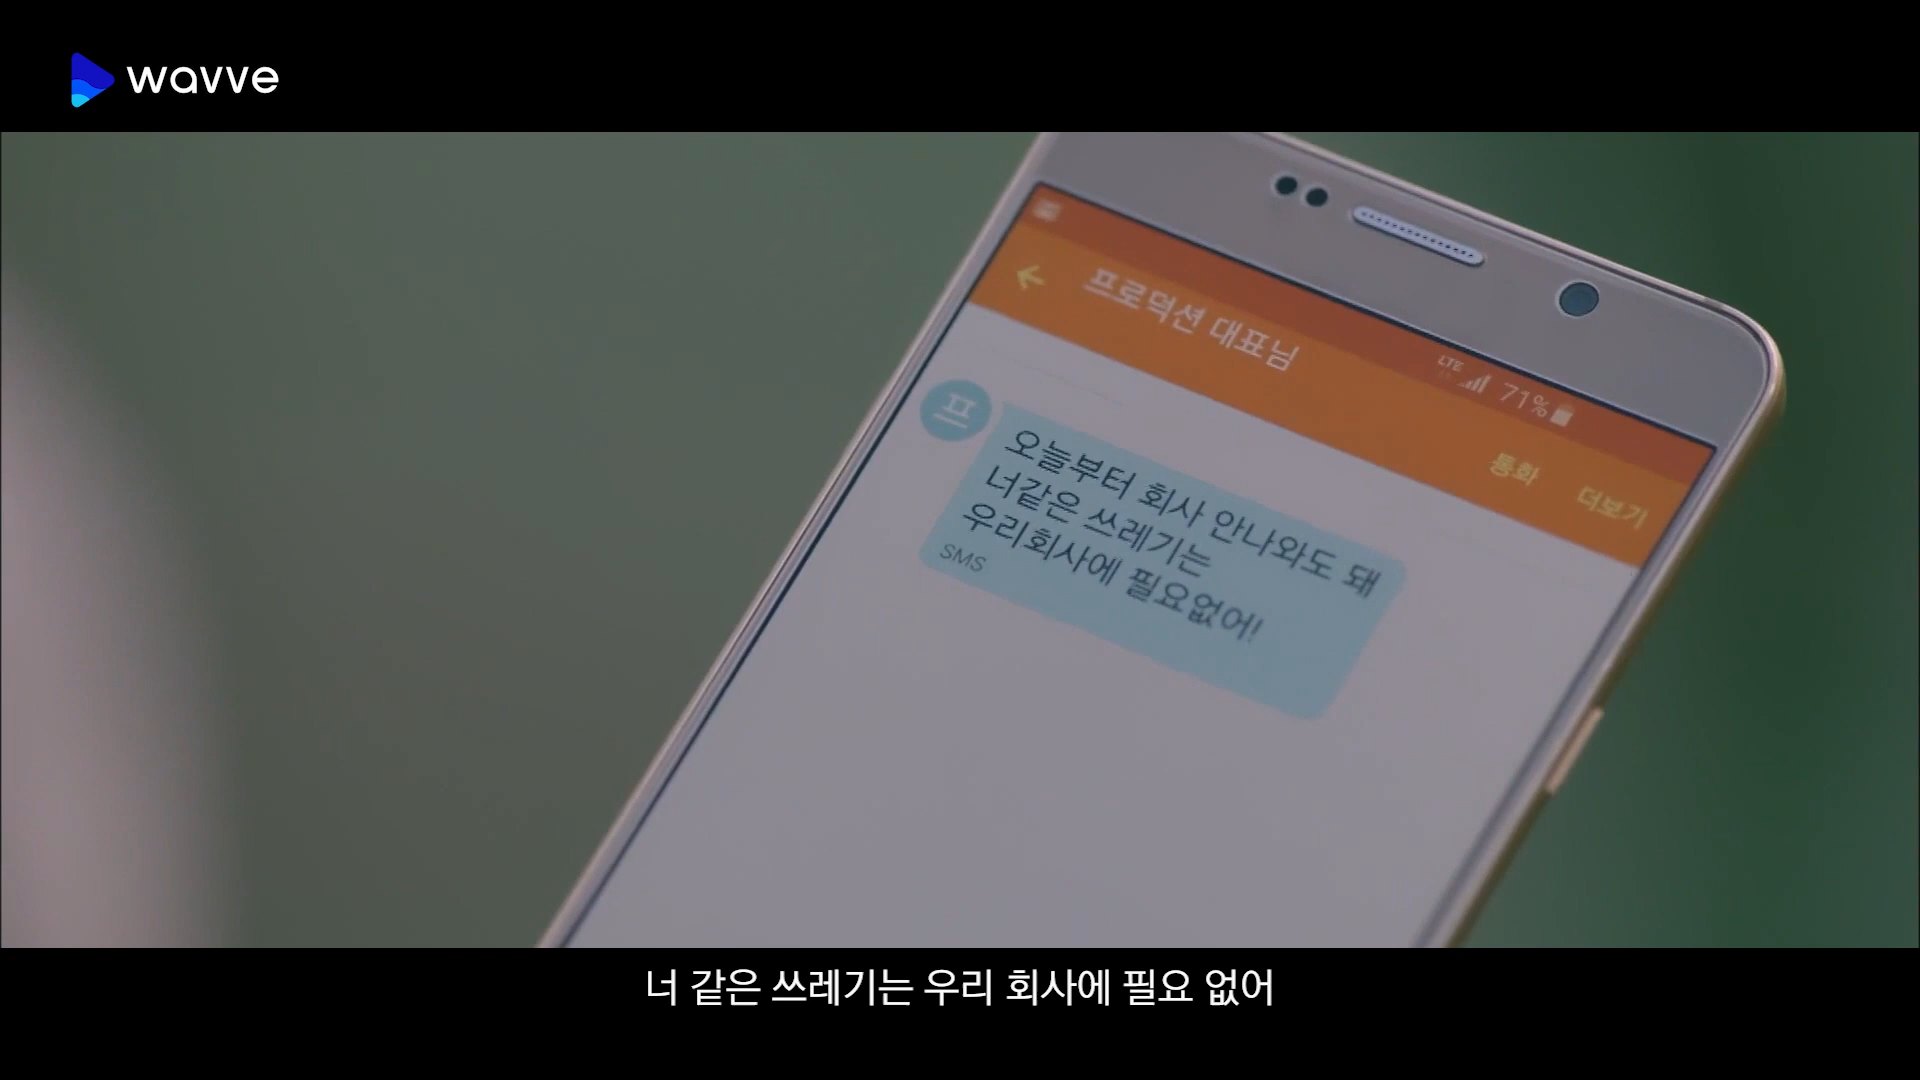 wavve
프로덕션 대표님
LTE 71%
통화 더보기
프
오늘부터 회사 안나와도 돼
너같은 쓰레기는
우리회사에 필요없어!
SMS
너 같은 쓰레기는 우리 회사에 필요 없어